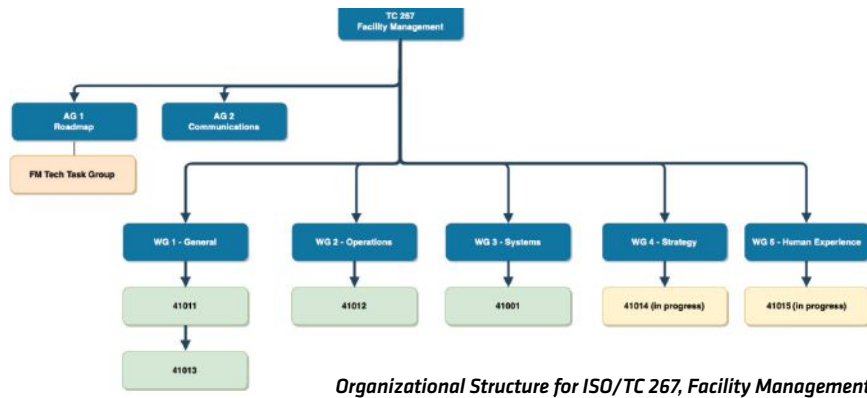 TC 267
Facility Management
AG 1
Roadmap
AG 2
Communications
FM Tech Task Group
WG 1 - General
WG 2 - Operations
WG 3 - Systems
WG 4 - Strategy
WG 5 - Human Experience
41011
41012
41001
41014 (in progress)
41015 (in progress)
41013
Organizational Structure for ISO/TC 267, Facility Management